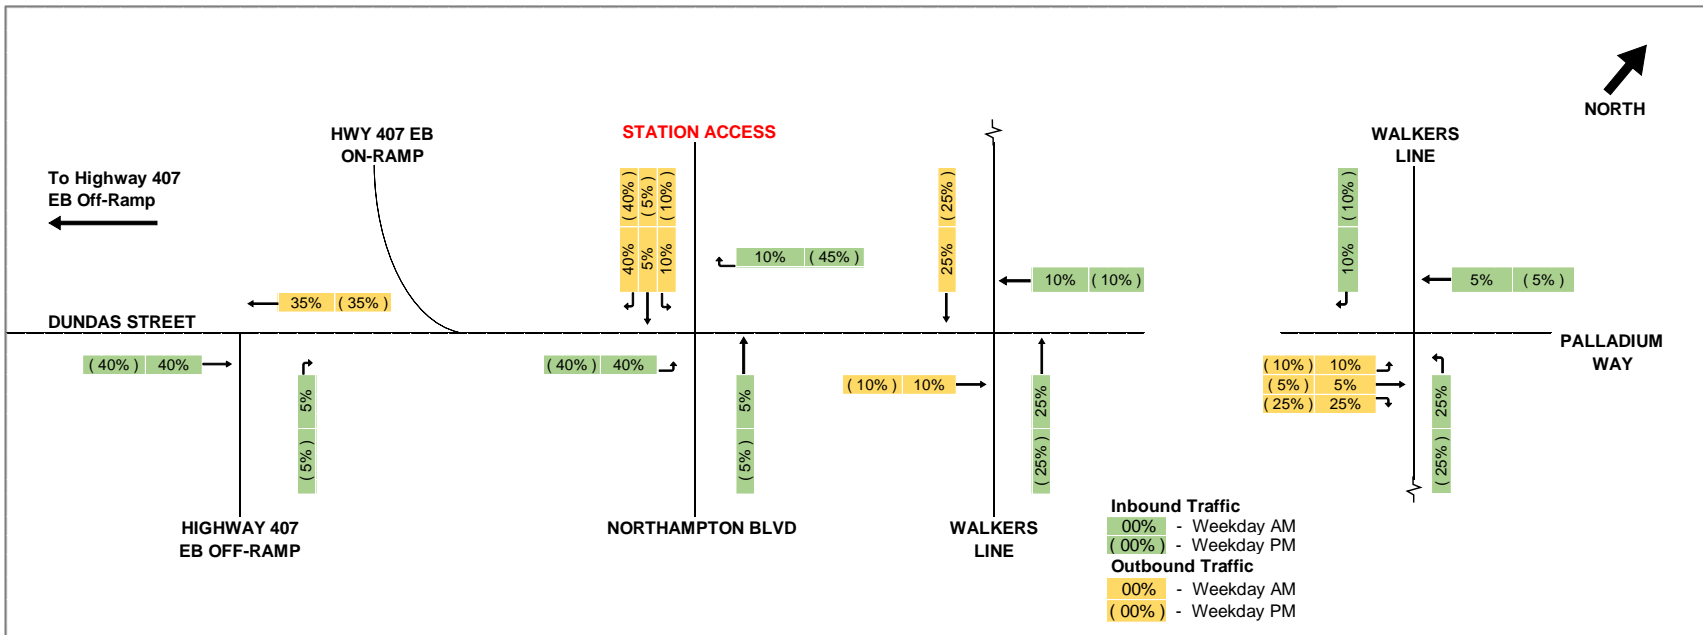 NORTH
HWY 407 EB
ON-RAMP
STATION ACCESS
WALKERS
LINE
To Highway 407
EB Off-Ramp
( 40% ) ( 5% ) ( 10% )
40% 5% 10%
( 25% )
25%
( 10% )
10%
10% ( 45% )
10% ( 10% )
5% ( 5% )
35% ( 35% )
DUNDAS STREET
PALLADIUM
WAY
( 40% ) 40%
( 5% ) 5%
( 40% ) 40%
( 5% ) 5%
( 10% ) 10%
( 25% ) 25%
( 10% ) 10%
( 5% ) 5%
( 25% ) 25%
( 25% ) 25%
HIGHWAY 407
EB OFF-RAMP
NORTHAMPTON BLVD
WALKERS
LINE
Inbound Traffic
00% - Weekday AM
( 00% ) - Weekday PM
Outbound Traffic
00% - Weekday AM
( 00% ) - Weekday PM